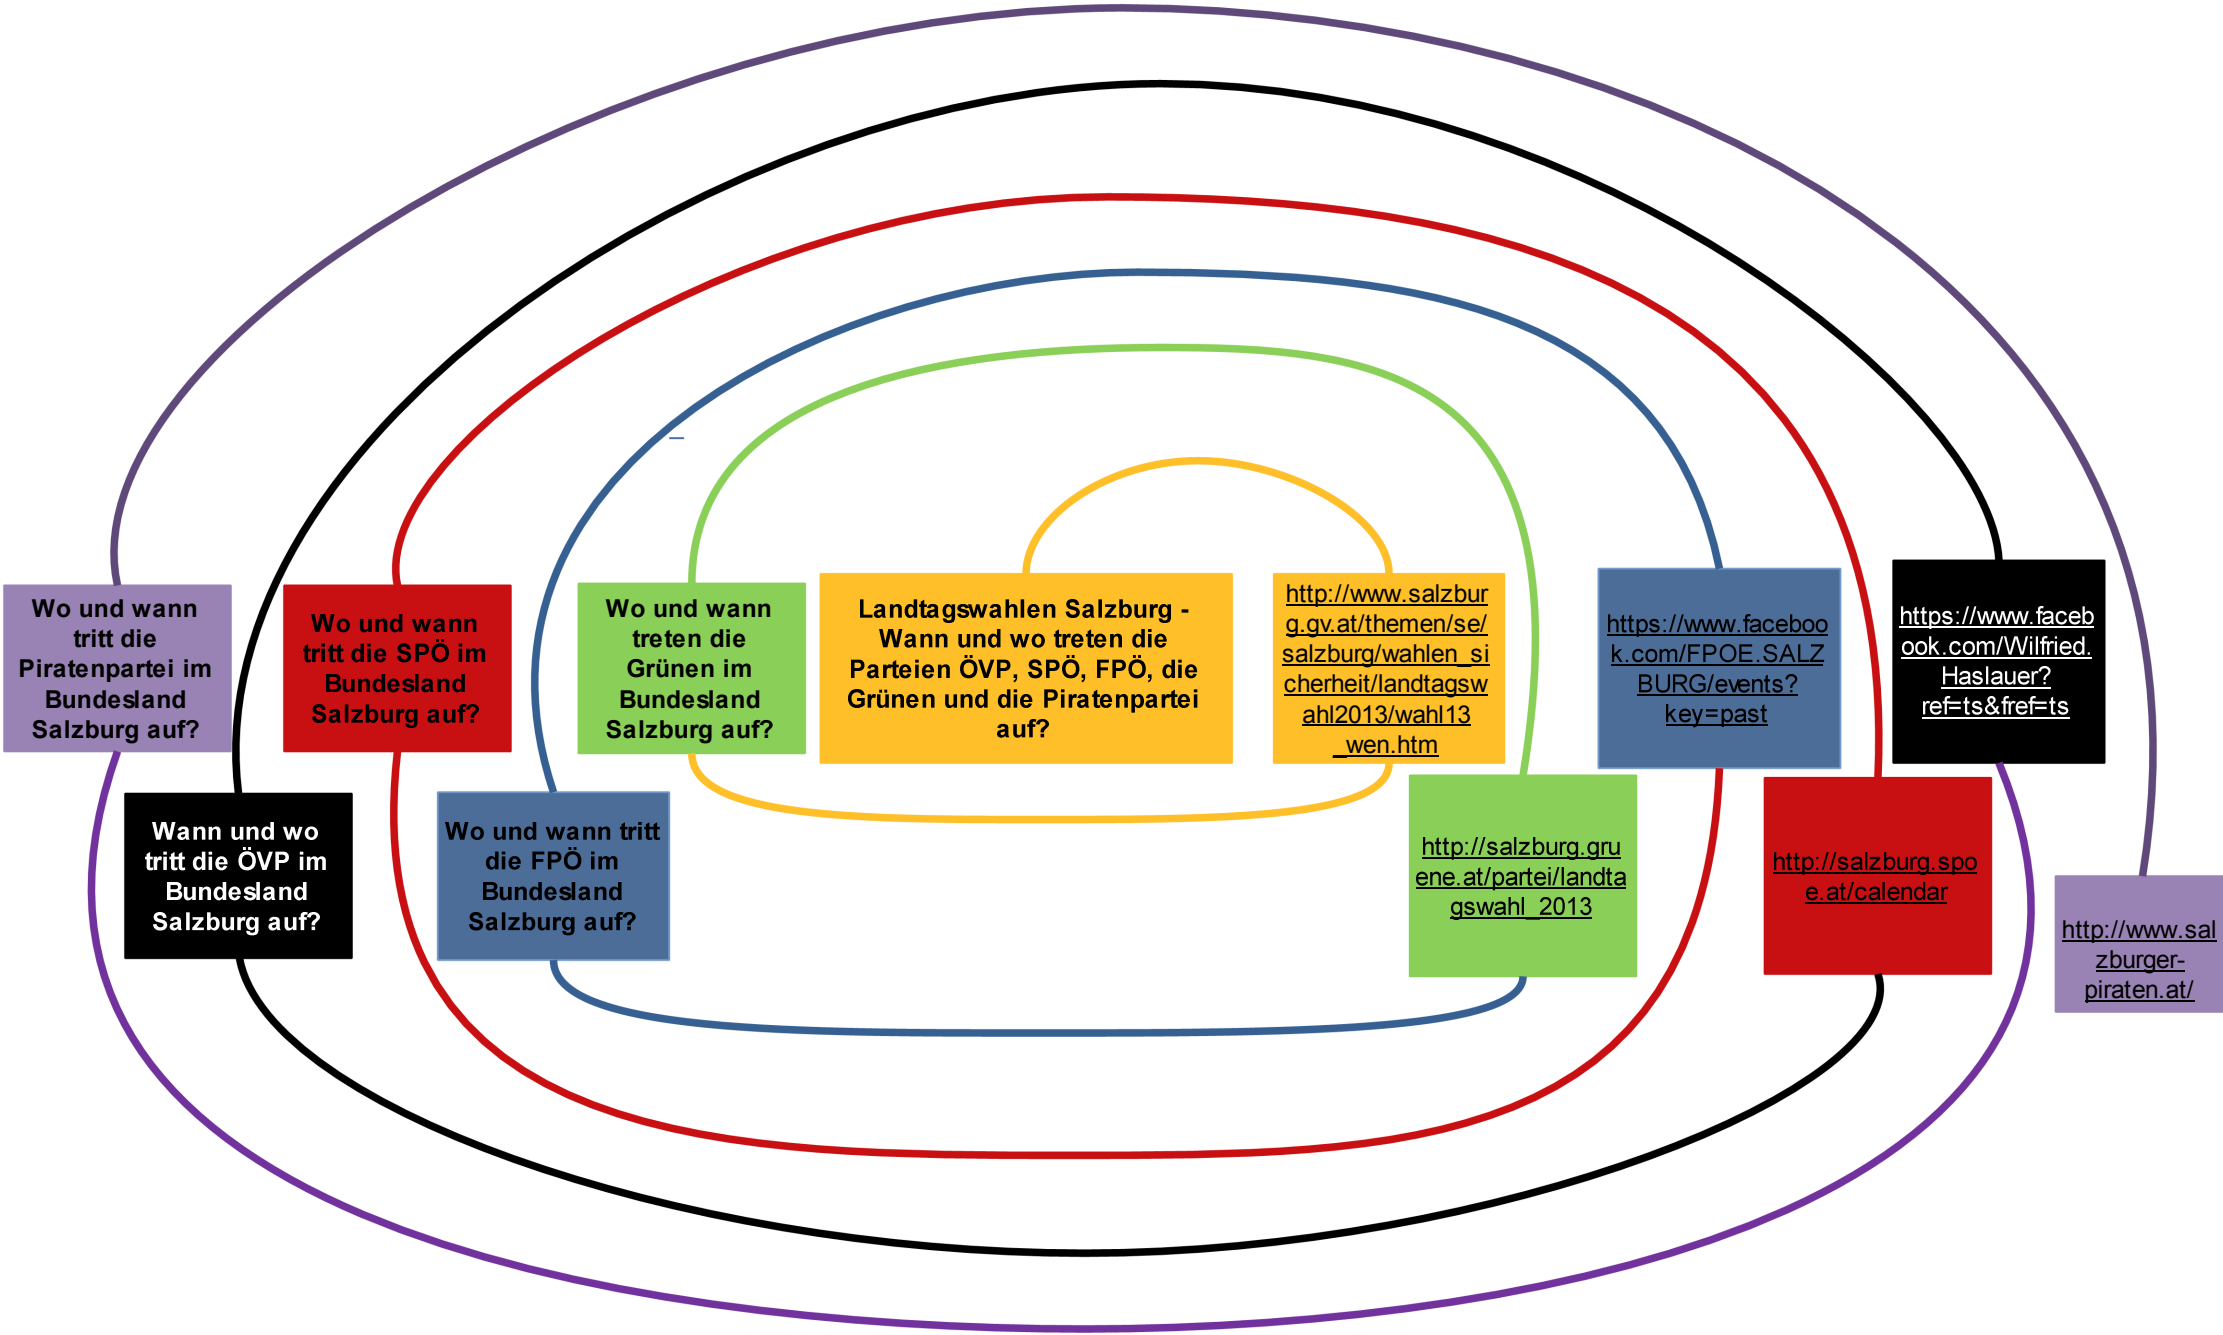 Wo und wann
tritt die
Piratenpartei im
Bundesland
Salzburg auf?
Wann und wo
tritt die ÖVP im
Bundesland
Salzburg auf?
Wo und wann
tritt die SPÖ im
Bundesland
Salzburg auf?
Wo und wann tritt
die FPÖ im
Bundesland
Salzburg auf?
Wo und wann
treten die
Grünen im
Bundesland
Salzburg auf?
Landtagswahlen Salzburg -
Wann und wo treten die
Parteien ÖVP, SPÖ, FPÖ, die
Grünen und die Piratenpartei
auf?
http://www.salzbur
g.gv.at/themen/se/
salzburg/wahlen_si
cherheit/landtagsw
ahl2013/wahl13
_wen.htm
http://salzburg.gru
ene.at/partei/landta
gswahl_2013
https://www.faceboo
k.com/FPOE.SALZ
BURG/events?
key=past
http://salzburg.spo
e.at/calendar
https://www.faceb
ook.com/Wilfried.
Haslauer?
ref=ts&fref=ts
http://www.sal
zburger-
piraten.at/